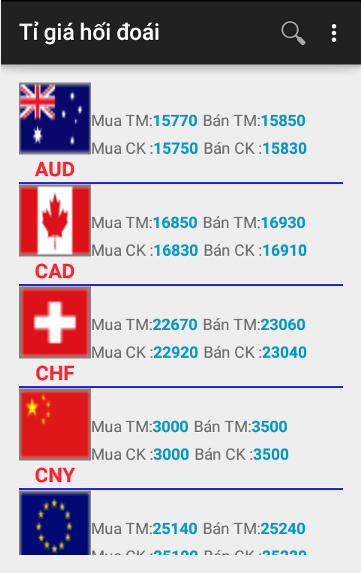 Tỉ giá hối đoái
Mua TM:15770 Bán TM:15850
Mua CK :15750 Bán CK :15830
AUD
Mua TM:16850 Bán TM:16930
Mua CK :16830 Bán CK :16910
CAD
Mua TM:22670 Bán TM:23060
Mua CK :22920 Bán CK :23040
CHF
Mua TM:3000 Bán TM:3500
Mua CK :3000 Bán CK :3500
CNY
Mua TM:25140 Bán TM:25240
Mua CK Bán CK